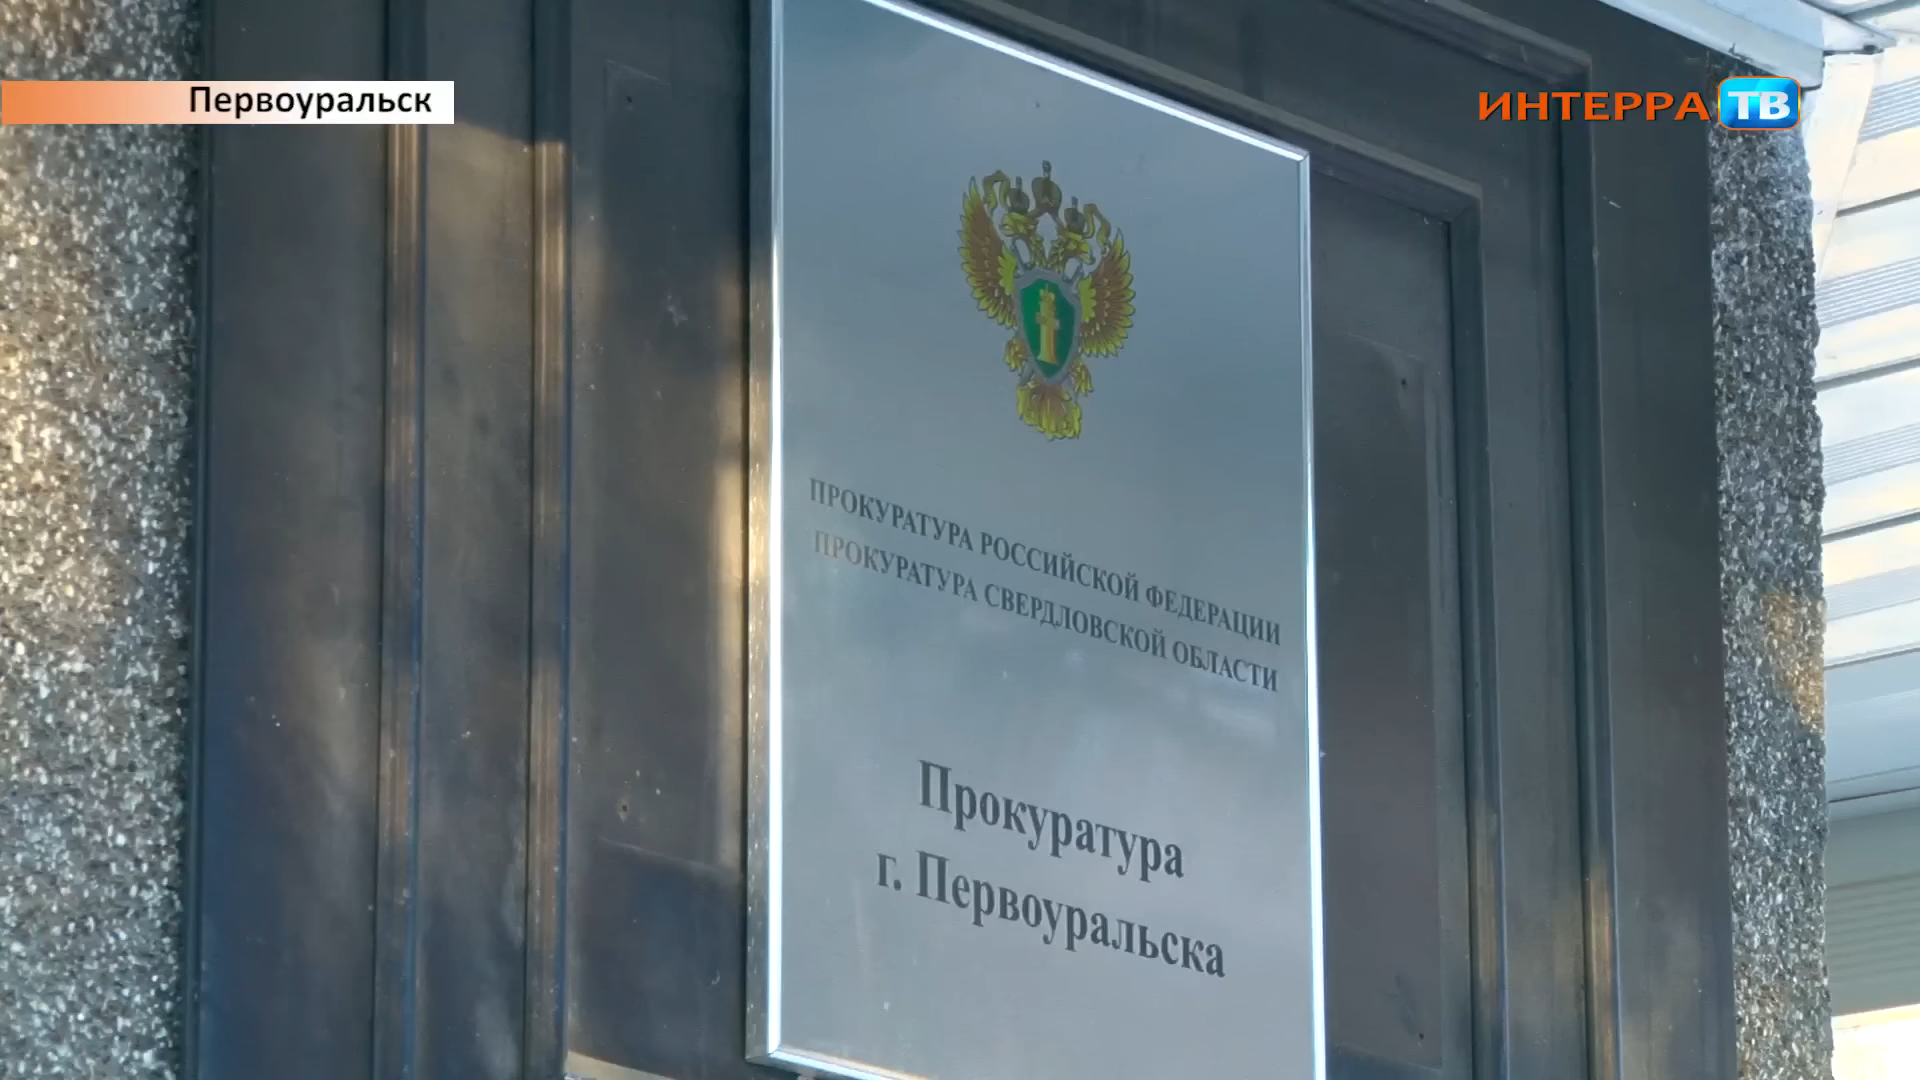 Первоуральск
ИНТЕРРА ТВ
ПРОКУРАТУРА РОССИЙСКОЙ ФЕДЕРАЦИИ
ПРОКУРАТУРА СВЕРДЛОВСКОЙ ОБЛАСТИ
Прокуратура
г. Первоуральска